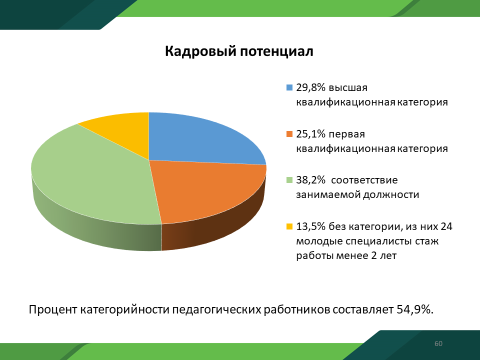 Кадровый потенциал
29,8% высшая
квалификационная категория
25,1% первая
квалификационная категория
38,2% соответствие
занимаемой должности
13,5% без категории, из них 24
молодые специалисты стаж
работы менее 2 лет
Процент категорийности педагогических работников составляет 54,9%.
60